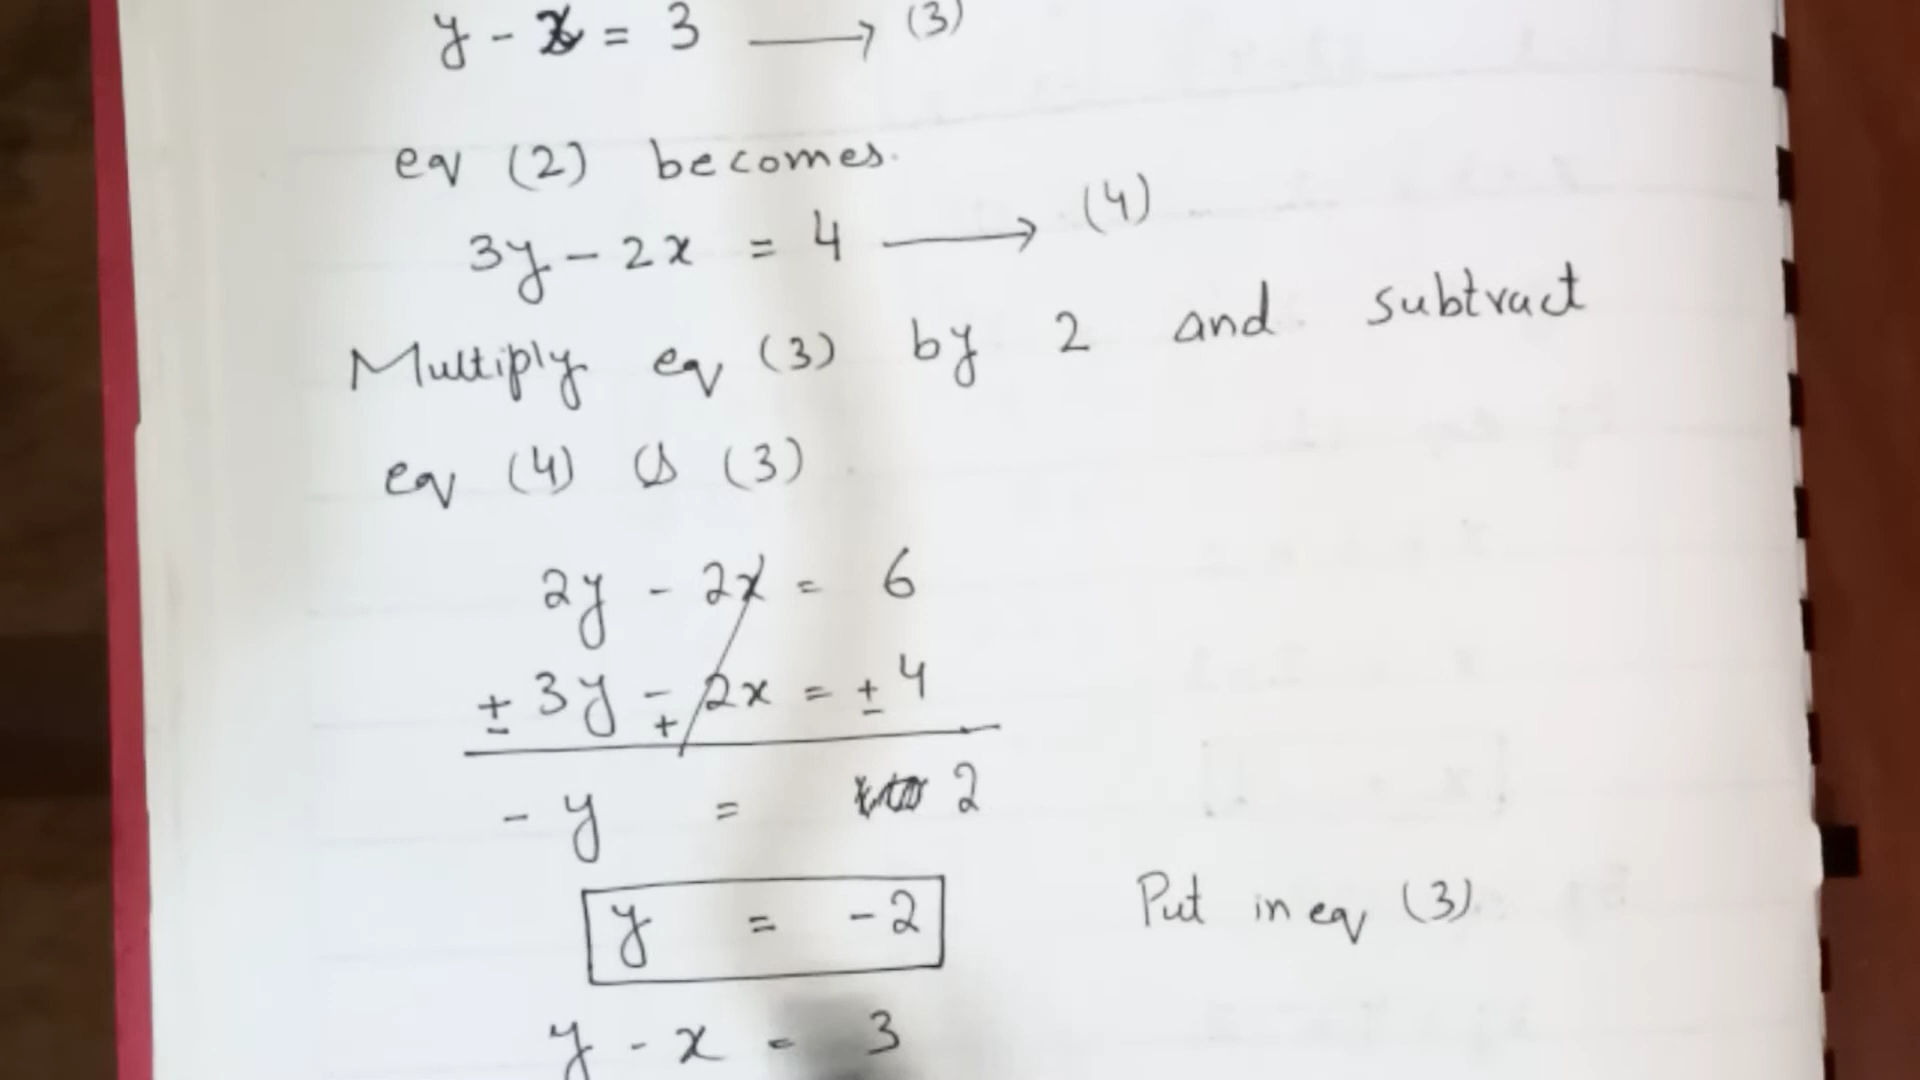 y - x = 3 ⟶ (3)
eq (2) becomes.
3y - 2x = 4 ⟶ (4)
Multiply eq (3) by 2 and subtract
eq (4) & (3)
2y - 2x = 6
± 3y ∓ 2x = ± 4
- y = 2
y = -2 Put in eq (3)
y - x = 3